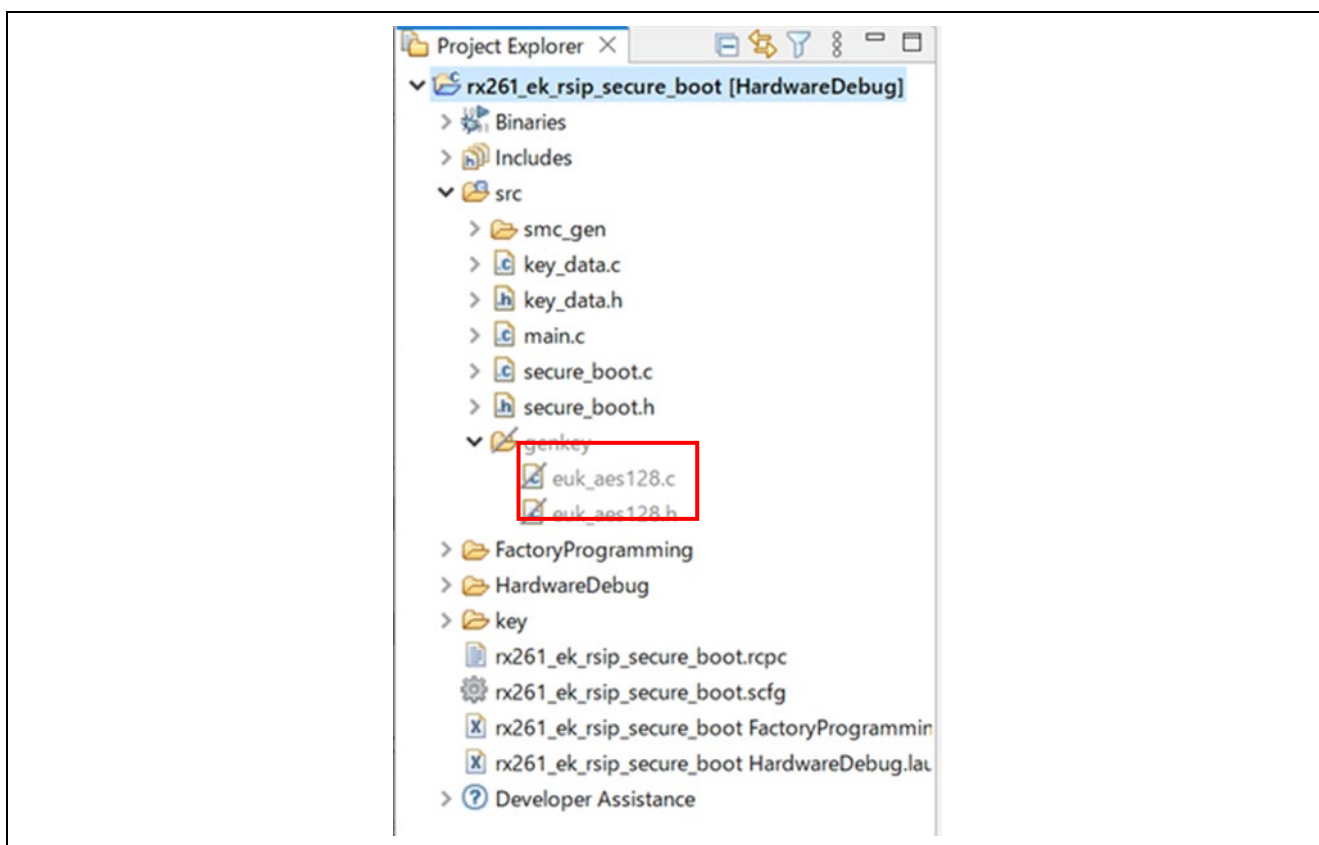 Project Explorer
rx261_ek_rsip_secure_boot [HardwareDebug]
Binaries
Includes
src
smc_gen
key_data.c
key_data.h
main.c
secure_boot.c
secure_boot.h
genkey
euk_aes128.c
euk_aes128.h
FactoryProgramming
HardwareDebug
key
rx261_ek_rsip_secure_boot.rcpc
rx261_ek_rsip_secure_boot.scfg
rx261_ek_rsip_secure_boot FactoryProgrammin
rx261_ek_rsip_secure_boot HardwareDebug.lau
Developer Assistance